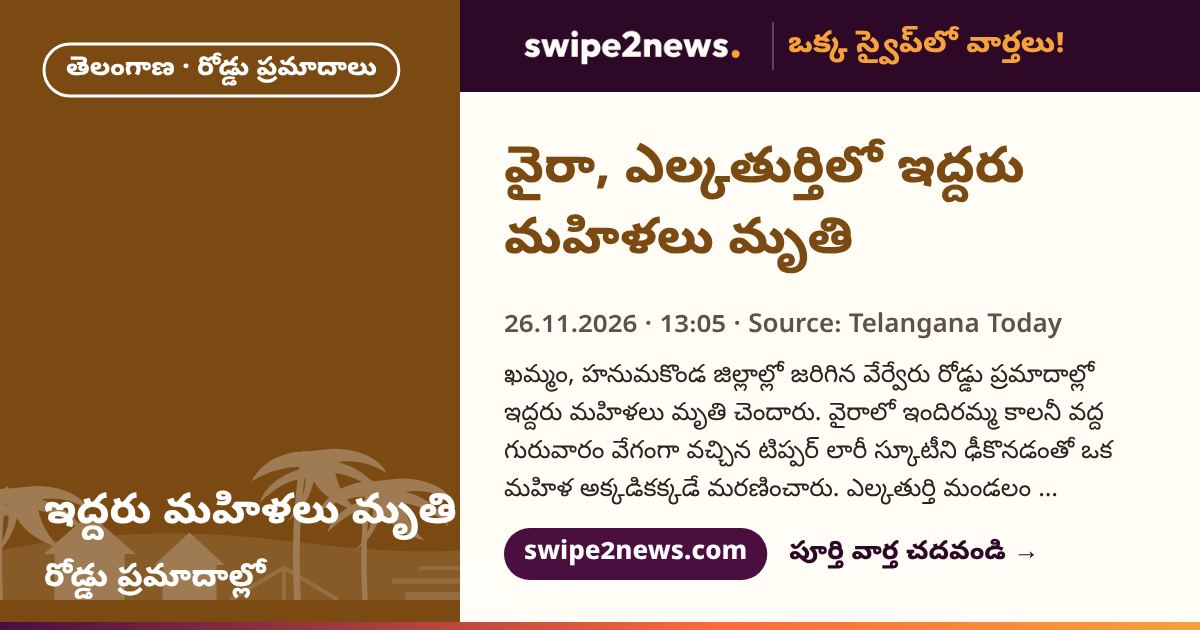 తెలంగాణ · రోడ్డు ప్రమాదాలు
ఇద్దరు మహిళలు మృతి
రోడ్డు ప్రమాదాల్లో
swipe2news.
ఒక్క స్వైప్‌లో వార్తలు!
వైరా, ఎల్కతుర్తిలో ఇద్దరు
మహిళలు మృతి
26.11.2026 · 13:05 · Source: Telangana Today
ఖమ్మం, హనుమకొండ జిల్లాల్లో జరిగిన వేర్వేరు రోడ్డు ప్రమాదాల్లో
ఇద్దరు మహిళలు మృతి చెందారు. వైరాలో ఇందిరమ్మ కాలనీ వద్ద
గురువారం వేగంగా వచ్చిన టిప్పర్ లారీ స్కూటీని ఢీకొనడంతో ఒక
మహిళ అక్కడికక్కడే మరణించారు. ఎల్కతుర్తి మండలం ...
swipe2news.com
పూర్తి వార్త చదవండి →